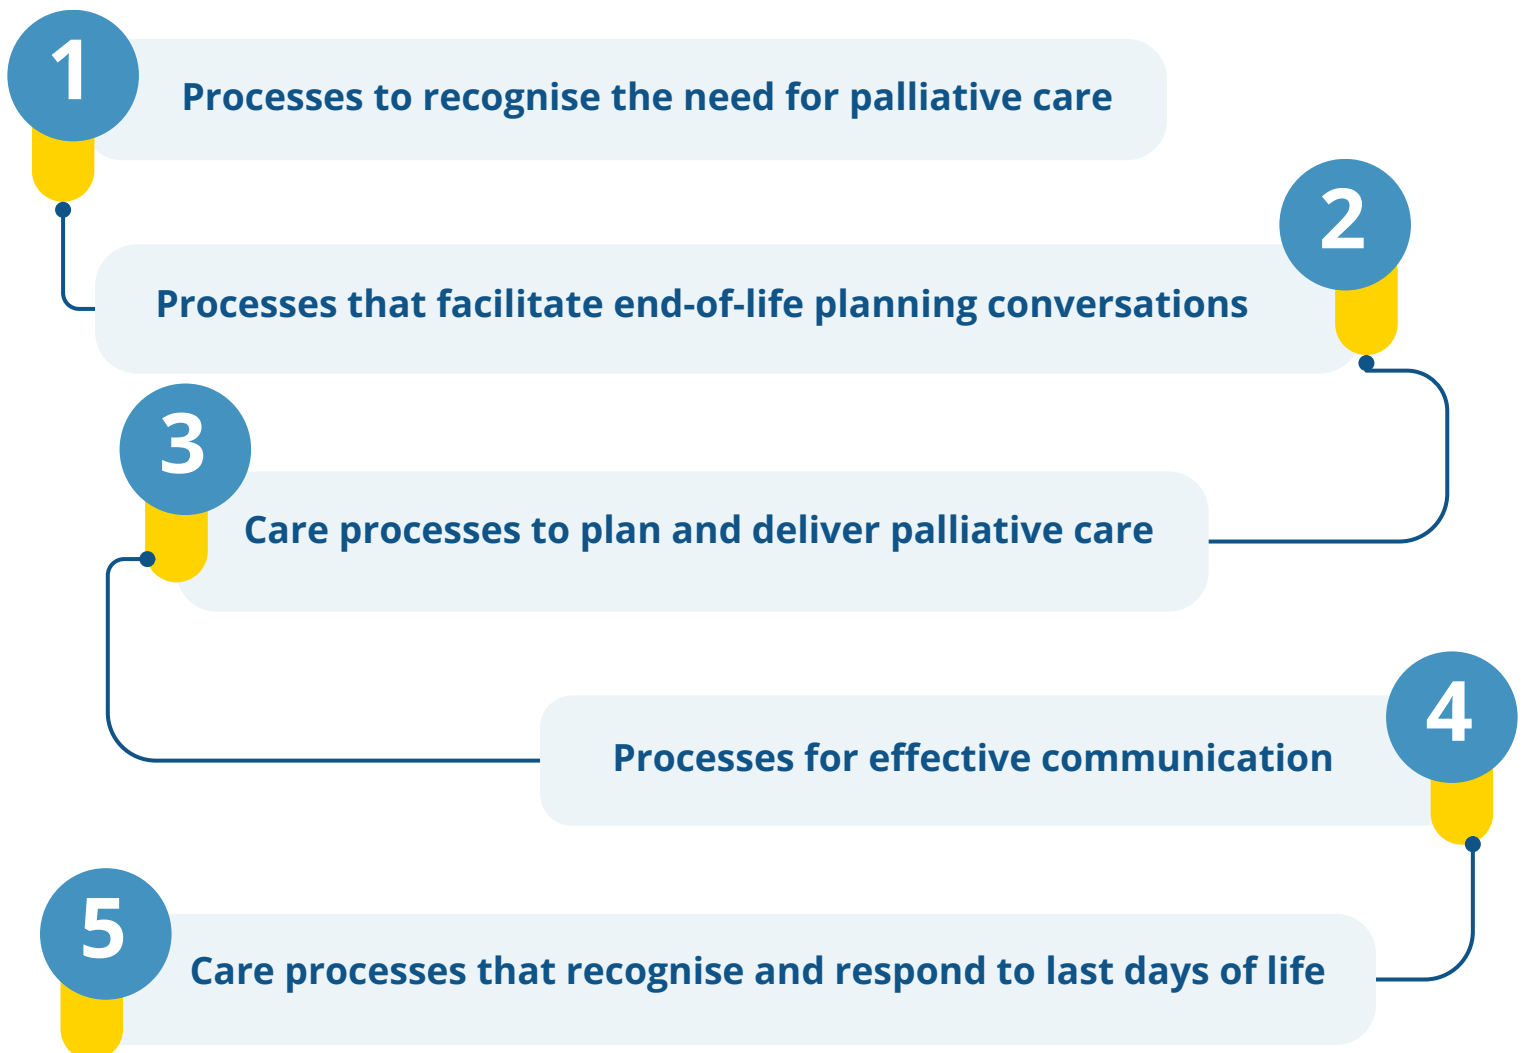 1
Processes to recognise the need for palliative care
2
Processes that facilitate end-of-life planning conversations
3
Care processes to plan and deliver palliative care
4
Processes for effective communication
5
Care processes that recognise and respond to last days of life